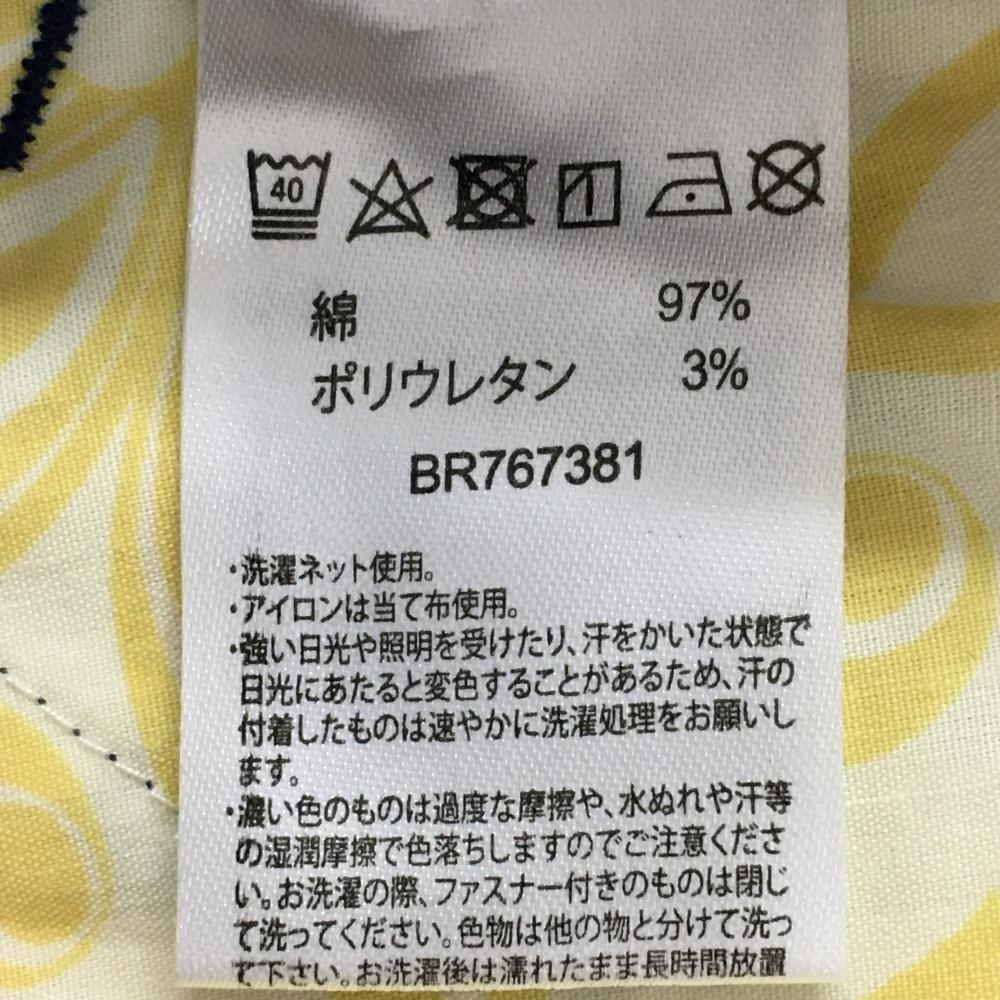 40
綿 97%
ポリウレタン 3%
BR767381
・洗濯ネット使用。
・アイロンは当て布使用。
・強い日光や照明を受けたり、汗をかいた状態で
日光にあたると変色することがあるため、汗の
付着したものは速やかに洗濯処理をお願いし
ます。
・濃い色のものは過度な摩擦や、水ぬれや汗等
の湿潤摩擦で色落ちしますのでご注意くださ
い。お洗濯の際、ファスナー付きのものは閉じ
て洗ってください。色物は他の物と分けて洗っ
て下さい。お洗濯後は濡れたまま長時間放置